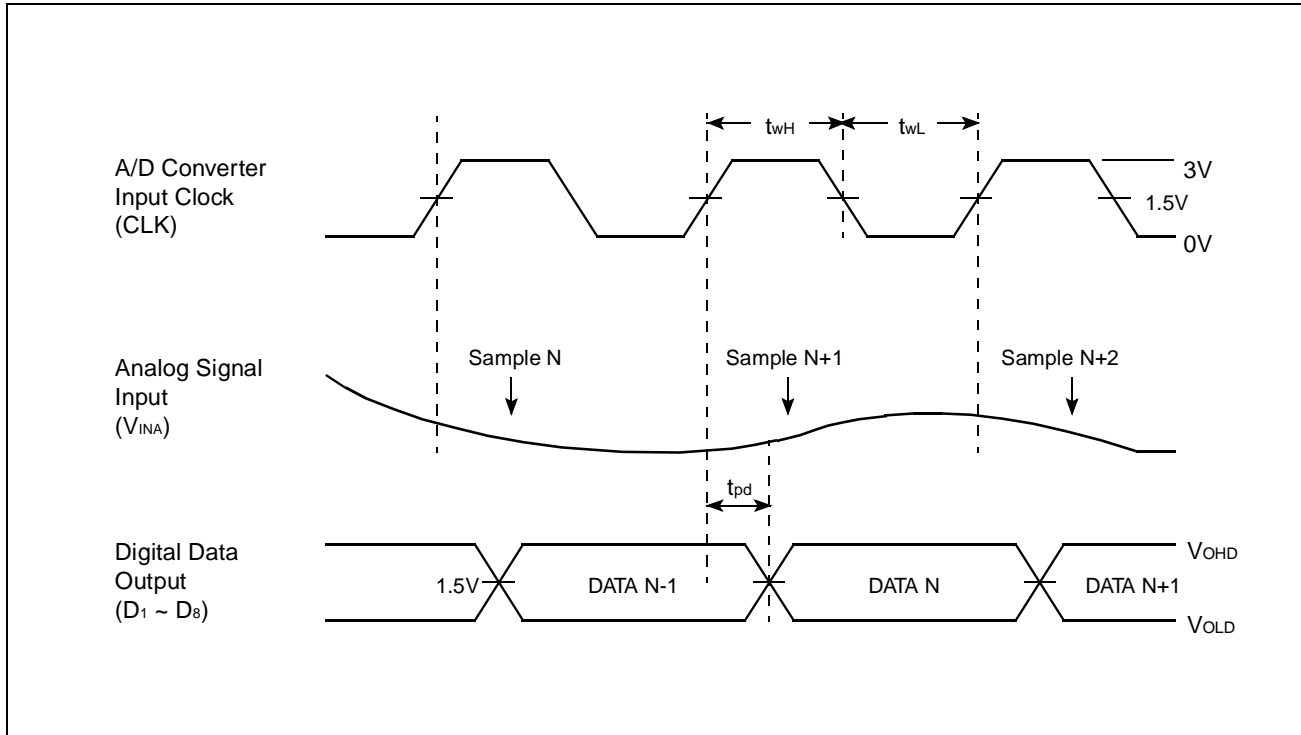 twH
twL
A/D Converter
Input Clock
(CLK)
3V
1.5V
0V
Analog Signal
Input
(VINA)
Sample N
Sample N+1
Sample N+2
tpd
Digital Data
Output
(D1 ~ D8)
1.5V
DATA N-1
DATA N
DATA N+1
VOHD
VOLD